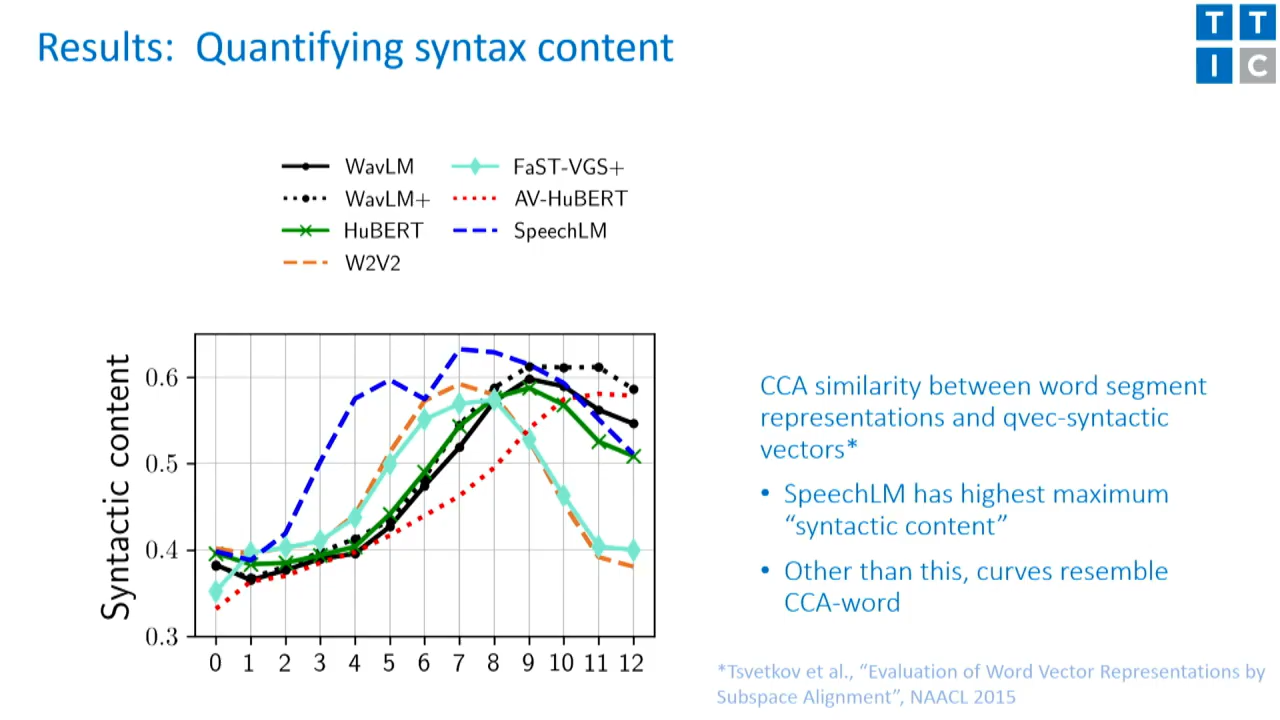 Results: Quantifying syntax content
T T
I C
WavLM
WavLM+
HuBERT
W2V2
FaST-VGS+
AV-HuBERT
SpeechLM
Syntactic content
0.6
0.5
0.4
0.3
0 1 2 3 4 5 6 7 8 9 10 11 12
CCA similarity between word segment
representations and qvec-syntactic
vectors*
• SpeechLM has highest maximum
“syntactic content”
• Other than this, curves resemble
CCA-word
*Tsvetkov et al., “Evaluation of Word Vector Representations by
Subspace Alignment”, NAACL 2015